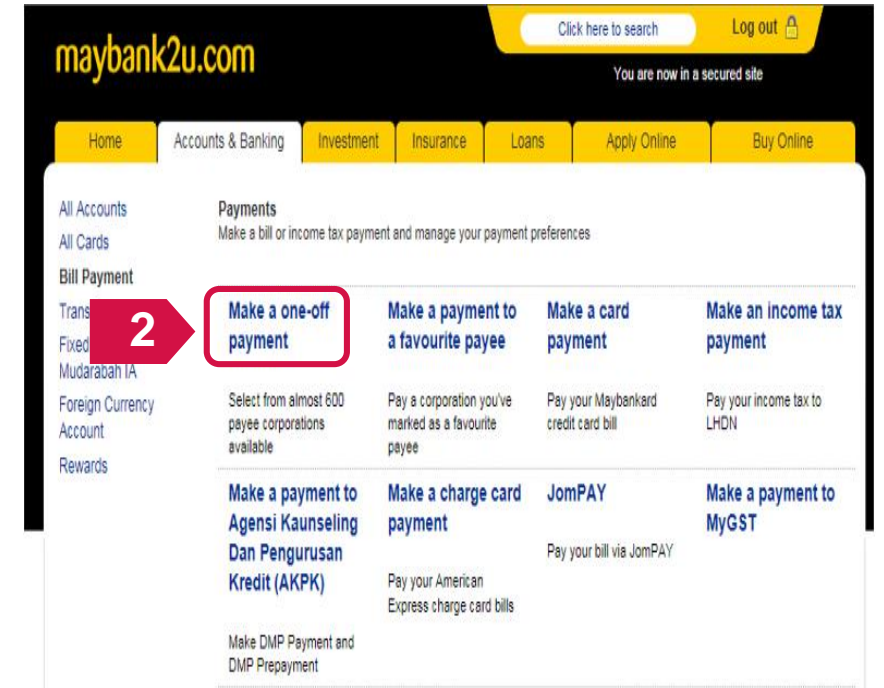 maybank2u.com
Click here to search
Log out
You are now in a secured site
Home
Accounts & Banking
Investment
Insurance
Loans
Apply Online
Buy Online
All Accounts
All Cards
Bill Payment
Trans
Fixed
Mudarabah IA
Foreign Currency
Account
Rewards
Payments
Make a bill or income tax payment and manage your payment preferences
2
Make a one-off
payment
Select from almost 600
payee corporations
available
Make a payment to
a favourite payee
Pay a corporation you've
marked as a favourite
payee
Make a card
payment
Pay your Maybankard
credit card bill
Make an income tax
payment
Pay your income tax to
LHDN
Make a payment to
Agensi Kaunseling
Dan Pengurusan
Kredit (AKPK)
Make DMP Payment and
DMP Prepayment
Make a charge card
payment
Pay your American
Express charge card bills
JomPAY
Pay your bill via JomPAY
Make a payment to
MyGST